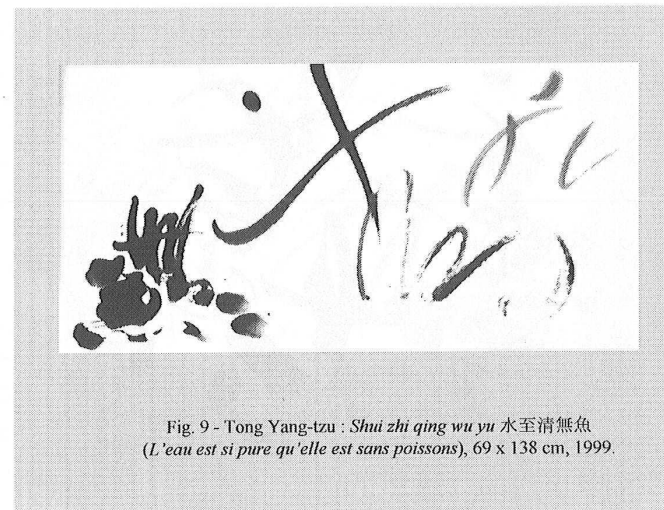 Fig. 9 - Tong Yang-tzu : Shui zhi qing wu yu 水至清無魚
(L'eau est si pure qu'elle est sans poissons), 69 x 138 cm, 1999.